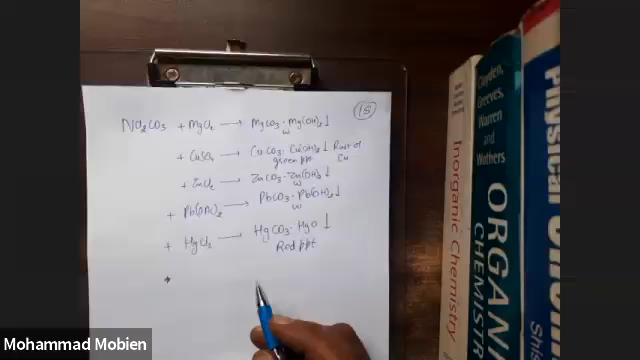 18
Na2CO3 + MgCl2 → MgCO3·Mg(OH)2↓
w
+ CuSO4 → CuCO3·Cu(OH)2↓ Rust of Cu
green ppt
+ ZnCl2 → ZnCO3·Zn(OH)2↓
w
+ Pb(OAc)2 → PbCO3·Pb(OH)2↓
w
+ HgCl2 → HgCO3·HgO↓
Red ppt
+
Inorganic Chemistry
Clayden, Greeves, Warren and Wothers
ORGANIC CHEMISTRY
Physical
Mohammad Mobien